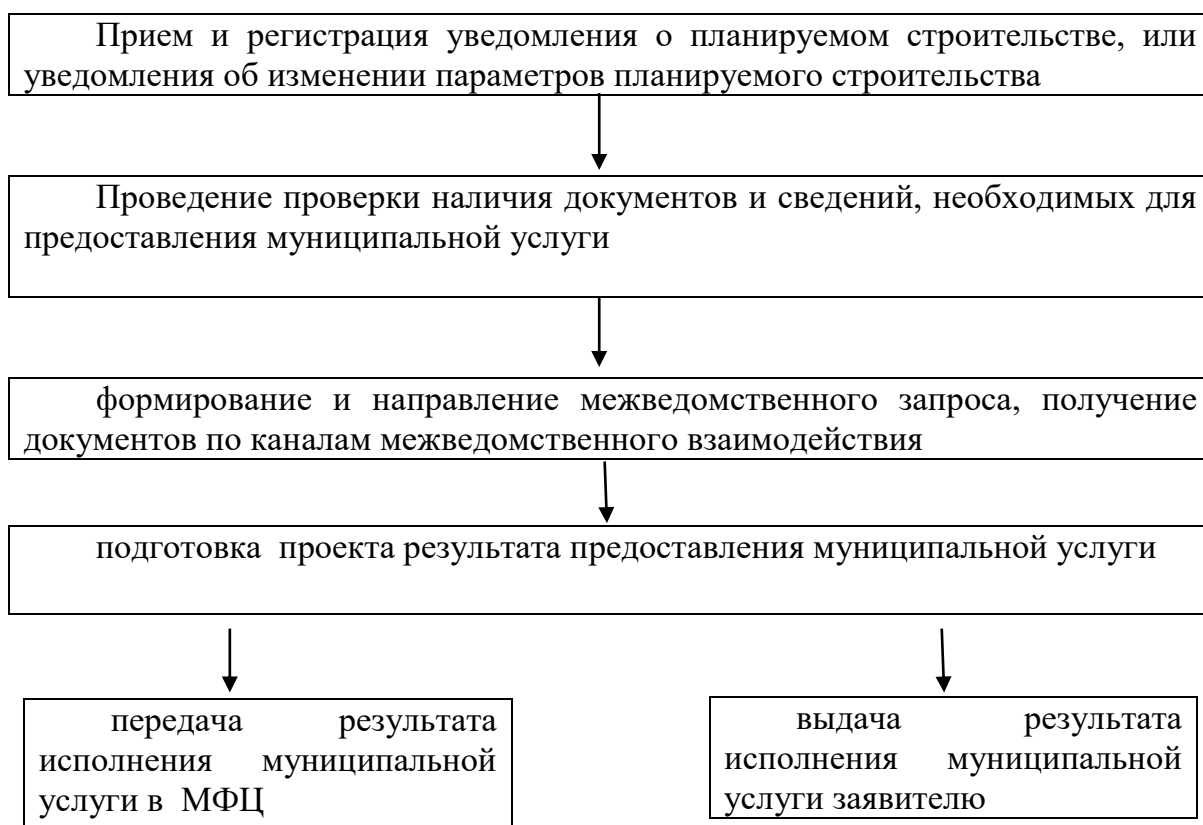 Прием и регистрация уведомления о планируемом строительстве, или
уведомления об изменении параметров планируемого строительства
Проведение проверки наличия документов и сведений, необходимых для
предоставления муниципальной услуги
формирование и направление межведомственного запроса, получение
документов по каналам межведомственного взаимодействия
подготовка проекта результата предоставления муниципальной услуги
передача результата
исполнения муниципальной
услуги в МФЦ
выдача результата
исполнения муниципальной
услуги заявителю